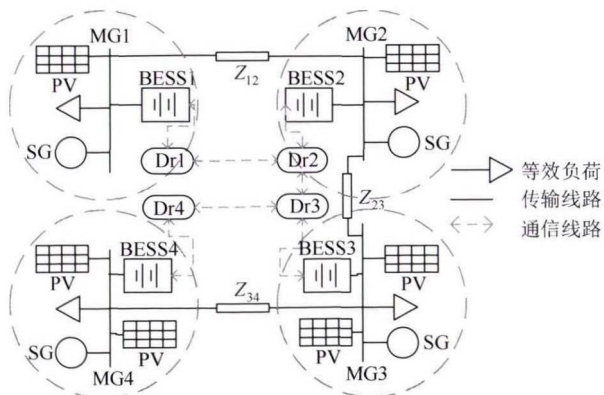 MG1
MG2
PV
BESS1
Z12
BESS2
PV
SG
Dr1
Dr2
SG
等效负荷
Z23
传输线路
Dr4
Dr3
通信线路
PV
BESS4
BESS3
PV
Z34
SG
PV
PV
SG
MG4
MG3